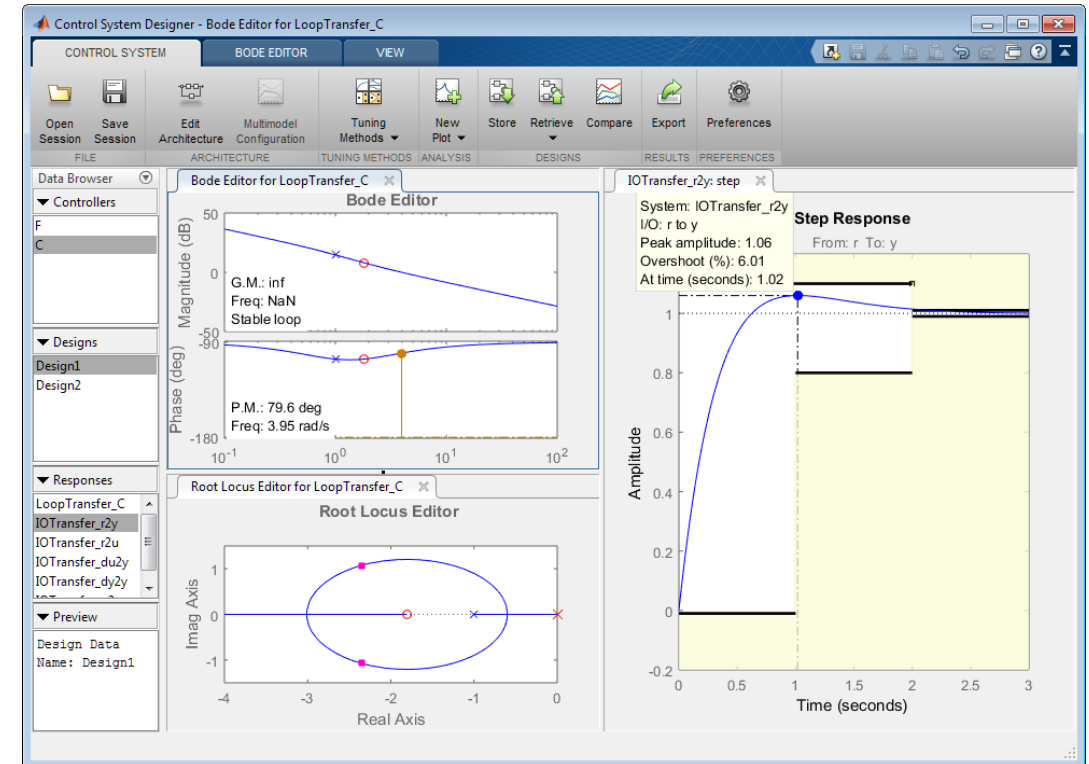 Control System Designer - Bode Editor for LoopTransfer_C
CONTROL SYSTEM BODE EDITOR VIEW
Open Session
Save Session
Edit Architecture
Multimodel Configuration
Tuning Methods
New Plot
Store
Retrieve
Compare
Export
Preferences
FILE ARCHITECTURE TUNING METHODS ANALYSIS DESIGNS RESULTS PREFERENCES
Data Browser
Controllers
F
C
Designs
Design1
Design2
Responses
LoopTransfer_C
IOTransfer_r2y
IOTransfer_r2u
IOTransfer_du2y
IOTransfer_dy2y
Preview
Design Data
Name: Design1
Bode Editor for LoopTransfer_C
Bode Editor
Magnitude (dB)
50
0
-50
G.M.: inf
Freq: NaN
Stable loop
Phase (deg)
-90
-180
P.M.: 79.6 deg
Freq: 3.95 rad/s
10-1 100 101 102
Root Locus Editor for LoopTransfer_C
Root Locus Editor
Imag Axis
1
0
-1
-4 -3 -2 -1 0
Real Axis
IOTransfer_r2y: step
System: IOTransfer_r2y
I/O: r to y
Peak amplitude: 1.06
Overshoot (%): 6.01
At time (seconds): 1.02
Step Response
From: r To: y
Amplitude
1
0.8
0.6
0.4
0.2
0
-0.2
0 0.5 1 1.5 2 2.5 3
Time (seconds)